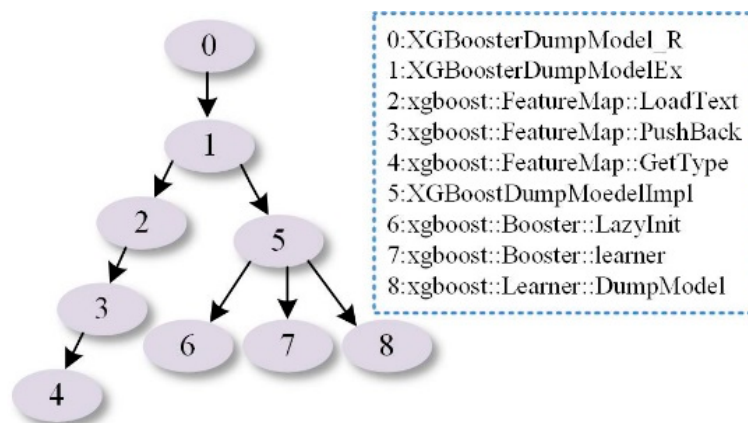 0
1
2
5
3
6
7
8
4
0:XGBoosterDumpModel_R
1:XGBoosterDumpModelEx
2:xgboost::FeatureMap::LoadText
3:xgboost::FeatureMap::PushBack
4:xgboost::FeatureMap::GetType
5:XGBoostDumpMoedelImpl
6:xgboost::Booster::LazyInit
7:xgboost::Booster::learner
8:xgboost::Learner::DumpModel